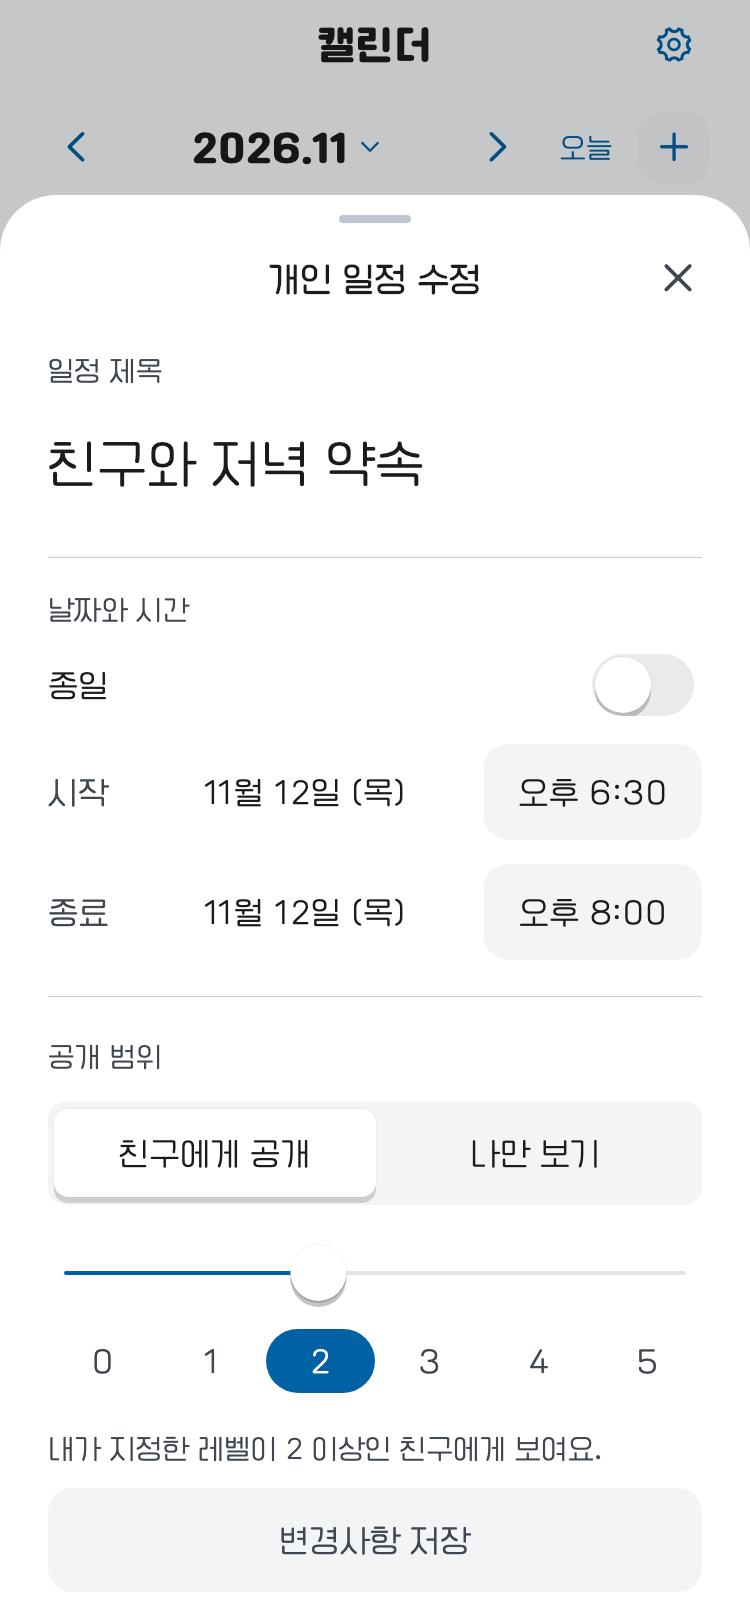 캘린더
2026.11
오늘
개인 일정 수정
일정 제목
친구와 저녁 약속
날짜와 시간
종일
시작 11월 12일 (목) 오후 6:30
종료 11월 12일 (목) 오후 8:00
공개 범위
친구에게 공개 나만 보기
0 1 2 3 4 5
내가 지정한 레벨이 2 이상인 친구에게 보여요.
변경사항 저장